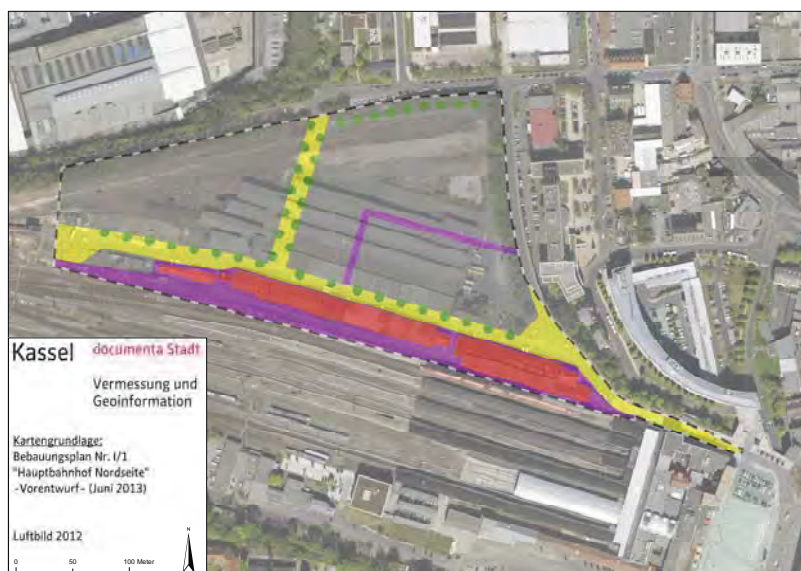 Kassel documenta Stadt
Vermessung und
Geoinformation
Kartengrundlage:
Bebauungsplan Nr. I/1
"Hauptbahnhof Nordseite"
-Vorentwurf- (Juni 2013)
Luftbild 2012
N
0 50 100 Meter